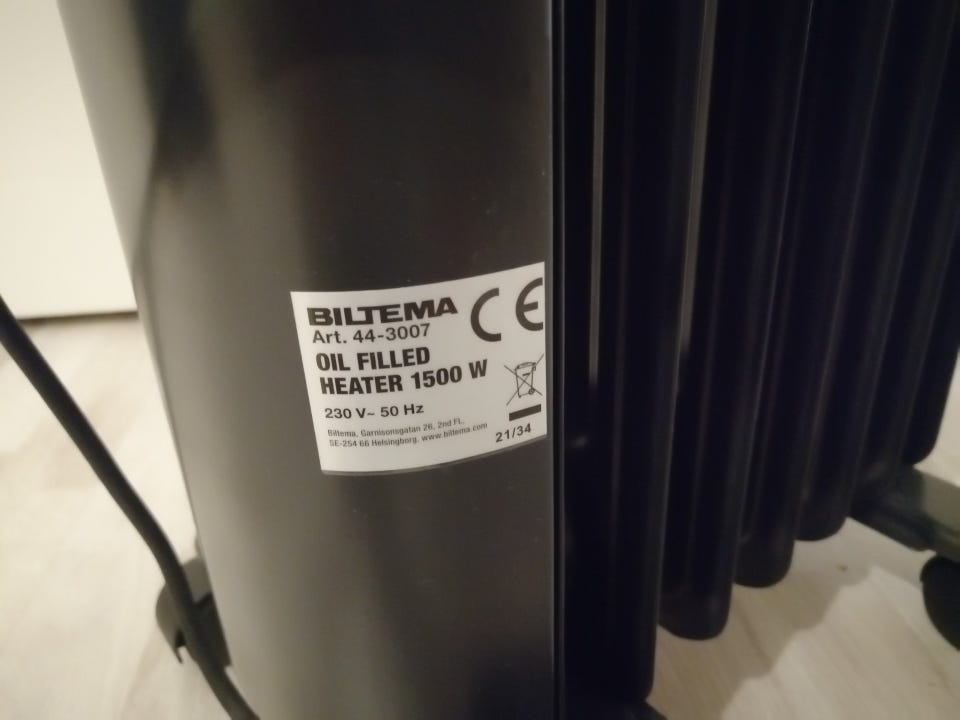 BILTEMA
CE
Art. 44-3007
OIL FILLED
HEATER 1500 W
230 V~ 50 Hz
Biltema, Garnisonsgatan 26, 2nd FL,
SE-254 66 Helsingborg. www.biltema.com
21/34